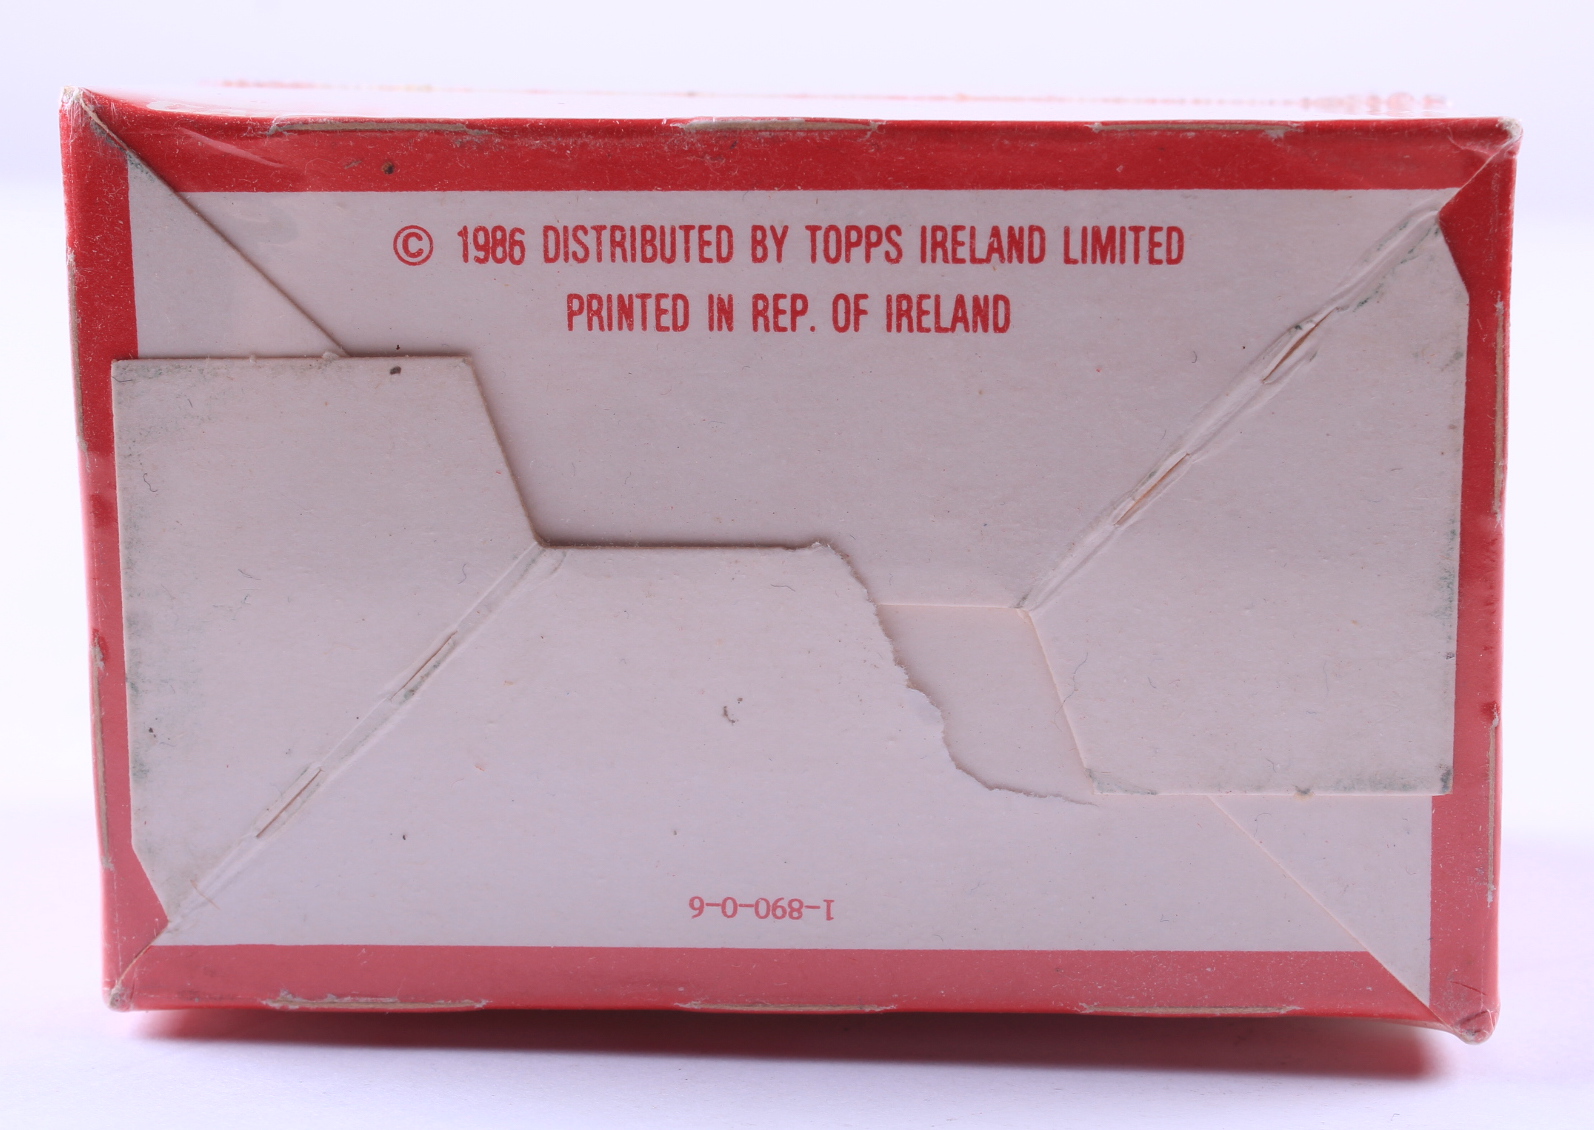 © 1986 DISTRIBUTED BY TOPPS IRELAND LIMITED
PRINTED IN REP. OF IRELAND
1-890-0-6